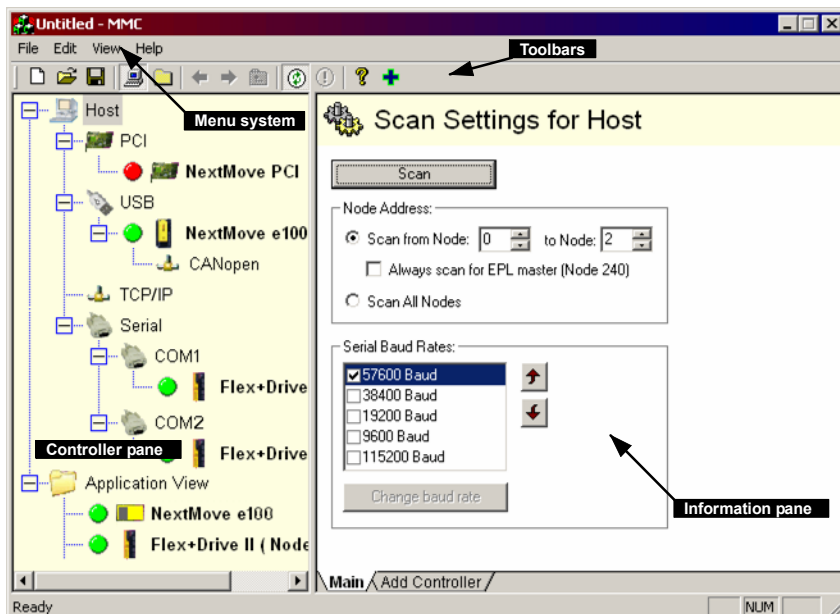 Untitled - MMC
File Edit View Help
Toolbars
Menu system
Host
PCI
NextMove PCI
USB
NextMove e100
CANopen
TCP/IP
Serial
COM1
Flex+Drive
COM2
Controller pane
Flex+Drive
Application View
NextMove e100
Flex+Drive II ( Node
Scan Settings for Host
Scan
Node Address:
Scan from Node: 0 to Node: 2
Always scan for EPL master (Node 240)
Scan All Nodes
Serial Baud Rates:
57600 Baud
38400 Baud
19200 Baud
9600 Baud
115200 Baud
Change baud rate
Information pane
Main Add Controller
Ready NUM